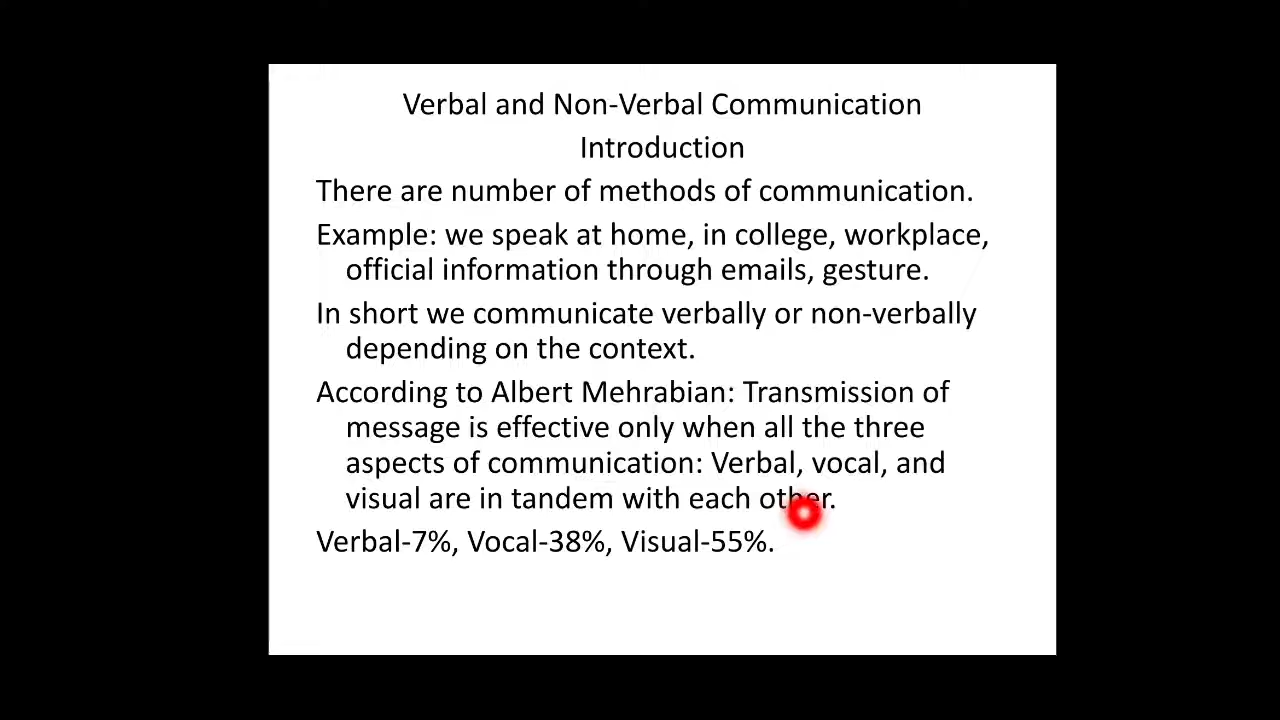 Verbal and Non-Verbal Communication
Introduction
There are number of methods of communication.
Example: we speak at home, in college, workplace,
official information through emails, gesture.
In short we communicate verbally or non-verbally
depending on the context.
According to Albert Mehrabian: Transmission of
message is effective only when all the three
aspects of communication: Verbal, vocal, and
visual are in tandem with each other.
Verbal-7%, Vocal-38%, Visual-55%.